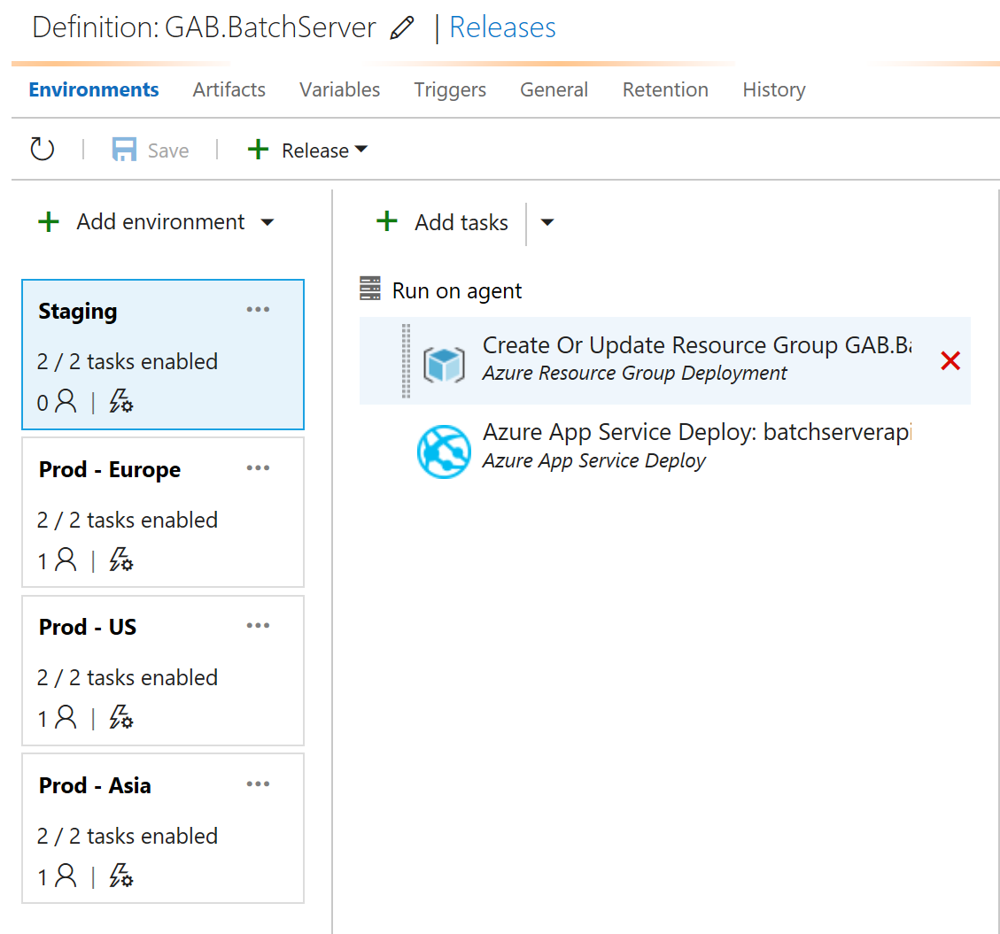 Definition: GAB.BatchServer | Releases
Environments Artifacts Variables Triggers General Retention History
Save Release
Add environment
Add tasks
Staging
2 / 2 tasks enabled
0 |
Prod - Europe
2 / 2 tasks enabled
1 |
Prod - US
2 / 2 tasks enabled
1 |
Prod - Asia
2 / 2 tasks enabled
1 |
Run on agent
Create Or Update Resource Group GAB.Ba
Azure Resource Group Deployment
Azure App Service Deploy: batchserverapi
Azure App Service Deploy